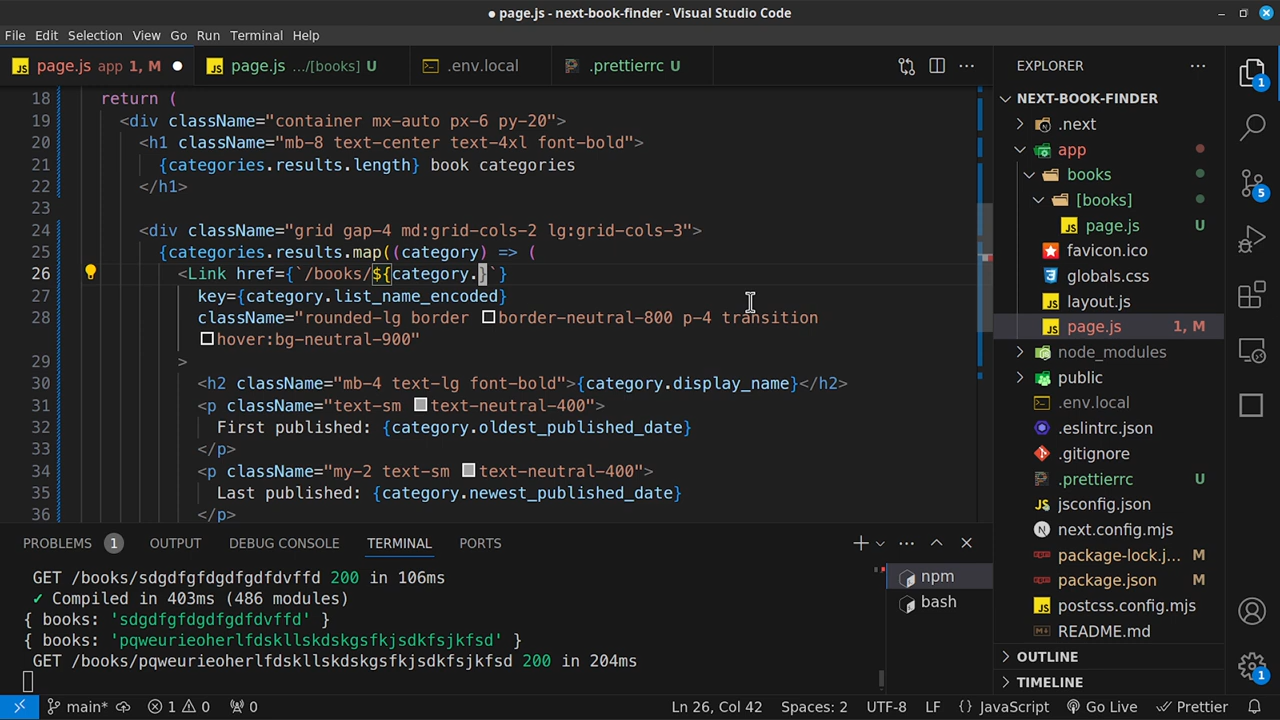 ● page.js - next-book-finder - Visual Studio Code
File Edit Selection View Go Run Terminal Help
page.js app 1, M ●
page.js .../[books] U
.env.local
.prettierrc U
18 return (
19 <div className="container mx-auto px-6 py-20">
20 <h1 className="mb-8 text-center text-4xl font-bold">
21 {categories.results.length} book categories
22 </h1>
23
24 <div className="grid gap-4 md:grid-cols-2 lg:grid-cols-3">
25 {categories.results.map((category) => (
26 <Link href={`/books/${category.}`}
27 key={category.list_name_encoded}
28 className="rounded-lg border border-neutral-800 p-4 transition
hover:bg-neutral-900"
29 >
30 <h2 className="mb-4 text-lg font-bold">{category.display_name}</h2>
31 <p className="text-sm text-neutral-400">
32 First published: {category.oldest_published_date}
33 </p>
34 <p className="my-2 text-sm text-neutral-400">
35 Last published: {category.newest_published_date}
36 </p>
PROBLEMS 1 OUTPUT DEBUG CONSOLE TERMINAL PORTS
GET /books/sdgdfgfdgdfgdfdvffd 200 in 106ms
✓ Compiled in 403ms (486 modules)
{ books: 'sdgdfgfdgdfgdfdvffd' }
{ books: 'pqweurieoherlfdskllskdskgsfkjsdkfsjkfsd' }
GET /books/pqweurieoherlfdskllskdskgsfkjsdkfsjkfsd 200 in 204ms
npm
bash
EXPLORER
NEXT-BOOK-FINDER
.next
app
books
[books]
page.js U
favicon.ico
globals.css
layout.js
page.js 1, M
node_modules
public
.env.local
.eslintrc.json
.gitignore
.prettierrc U
jsconfig.json
next.config.mjs
package-lock.j... M
package.json M
postcss.config.mjs
README.md
OUTLINE
TIMELINE
1
5
1
main* 1 0 0 Ln 26, Col 42 Spaces: 2 UTF-8 LF {} JavaScript Go Live Prettier